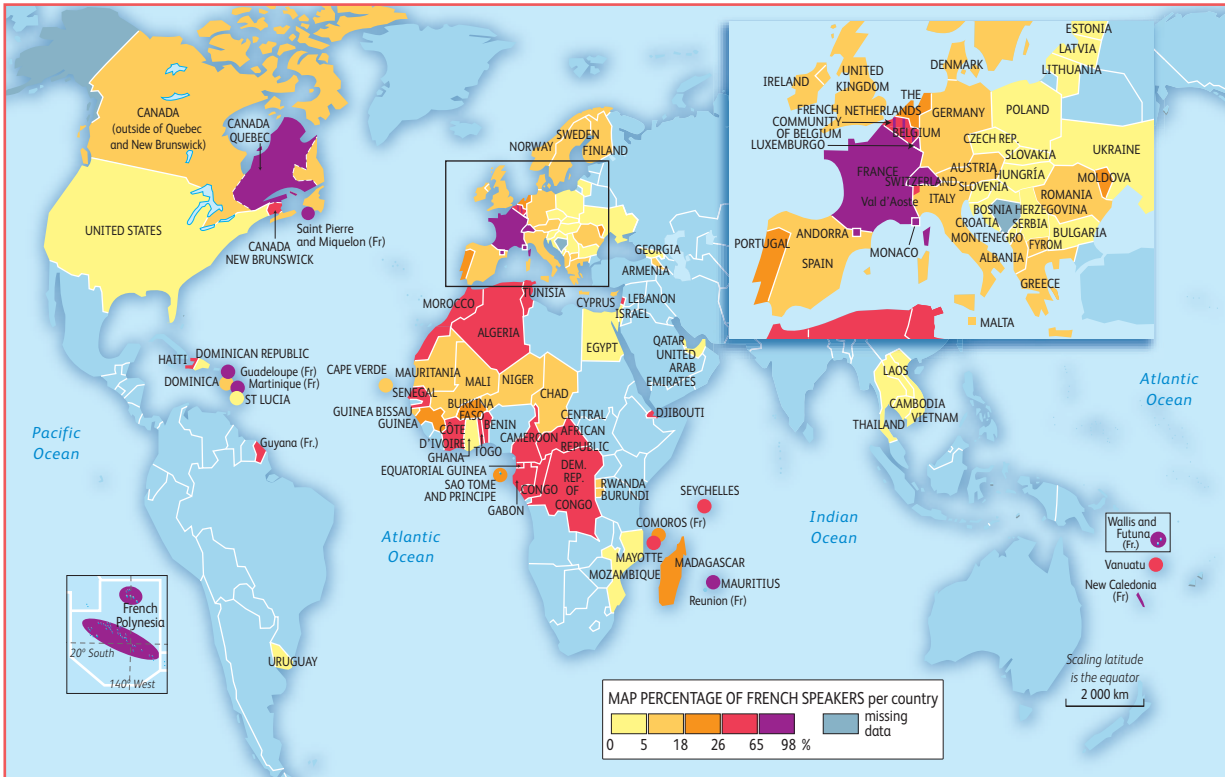 CANADA
(outside of Quebec
and New Brunswick)
CANADA
QUEBEC
UNITED STATES
CANADA
NEW BRUNSWICK
Saint Pierre
and Miquelon (Fr)
NORWAY
SWEDEN
FINLAND
GEORGIA
ARMENIA
TUNISIA
MOROCCO
CYPRUS
LEBANON
ISRAEL
ALGERIA
EGYPT
QATAR
UNITED
ARAB
EMIRATES
HAITI
DOMINICAN REPUBLIC
Guadeloupe (Fr)
DOMINICA
Martinique (Fr)
ST LUCIA
Guyana (Fr.)
CAPE VERDE
MAURITANIA
MALI
NIGER
CHAD
SENEGAL
GUINEA BISSAU
GUINEA
BURKINA
FASO
BENIN
CÔTE
D'IVOIRE
GHANA
TOGO
CAMEROON
CENTRAL
AFRICAN
REPUBLIC
DJIBOUTI
EQUATORIAL GUINEA
SAO TOME
AND PRINCIPE
GABON
CONGO
DEM.
REP.
OF
CONGO
RWANDA
BURUNDI
SEYCHELLES
COMOROS (Fr)
MAYOTTE
MADAGASCAR
MOZAMBIQUE
MAURITIUS
Reunion (Fr)
LAOS
CAMBODIA
VIETNAM
THAILAND
Pacific
Ocean
Atlantic
Ocean
Indian
Ocean
Atlantic
Ocean
Wallis and
Futuna
(Fr.)
Vanuatu
New Caledonia
(Fr)
French
Polynesia
20° South
140° West
URUGUAY
Scaling latitude
is the equator
2 000 km
ESTONIA
LATVIA
LITHUANIA
DENMARK
IRELAND
UNITED
KINGDOM
THE
NETHERLANDS
FRENCH
COMMUNITY
OF BELGIUM
BELGIUM
LUXEMBURGO
GERMANY
POLAND
CZECH REP.
SLOVAKIA
UKRAINE
FRANCE
SWITZERLAND
AUSTRIA
HUNGRÍA
MOLDOVA
SLOVENIA
ROMANIA
Val d'Aoste
ITALY
BOSNIA HERZEGOVINA
CROATIA
SERBIA
MONTENEGRO
BULGARIA
FYROM
ALBANIA
GREECE
PORTUGAL
ANDORRA
SPAIN
MONACO
MALTA
MAP PERCENTAGE OF FRENCH SPEAKERS per country
0 5 18 26 65 98 %
missing
data